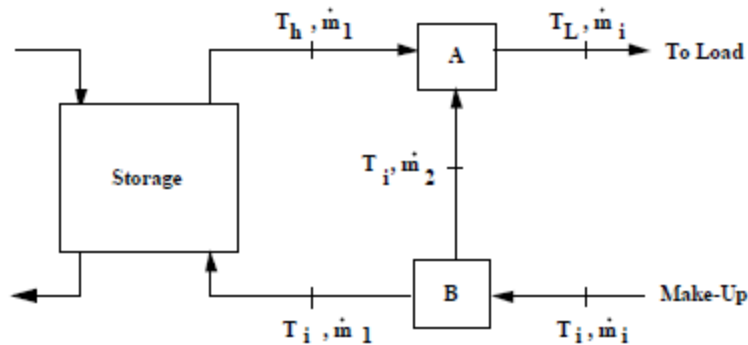 T_h, ṁ_1
A
T_L, ṁ_i
To Load
Storage
T_i, ṁ_2
B
Make-Up
T_i, ṁ_1
T_i, ṁ_i